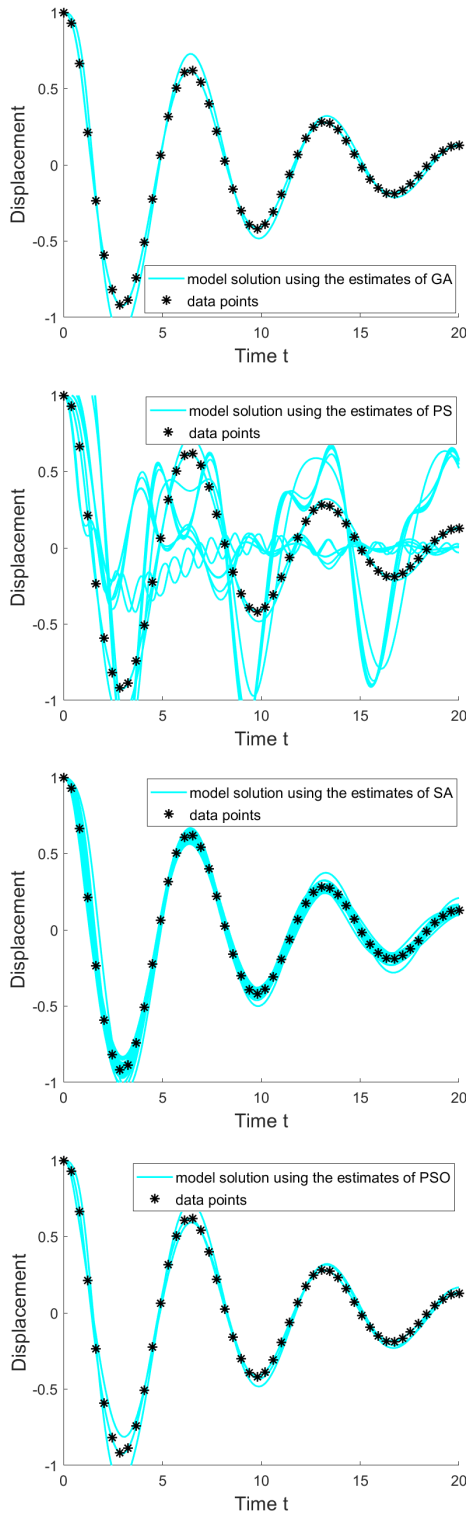 1
0.5
0
-0.5
-1
Displacement
model solution using the estimates of GA
data points
0 5 10 15 20
Time t
1
0.5
0
-0.5
-1
Displacement
model solution using the estimates of PS
data points
0 5 10 15 20
Time t
1
0.5
0
-0.5
-1
Displacement
model solution using the estimates of SA
data points
0 5 10 15 20
Time t
1
0.5
0
-0.5
-1
Displacement
model solution using the estimates of PSO
data points
0 5 10 15 20
Time t